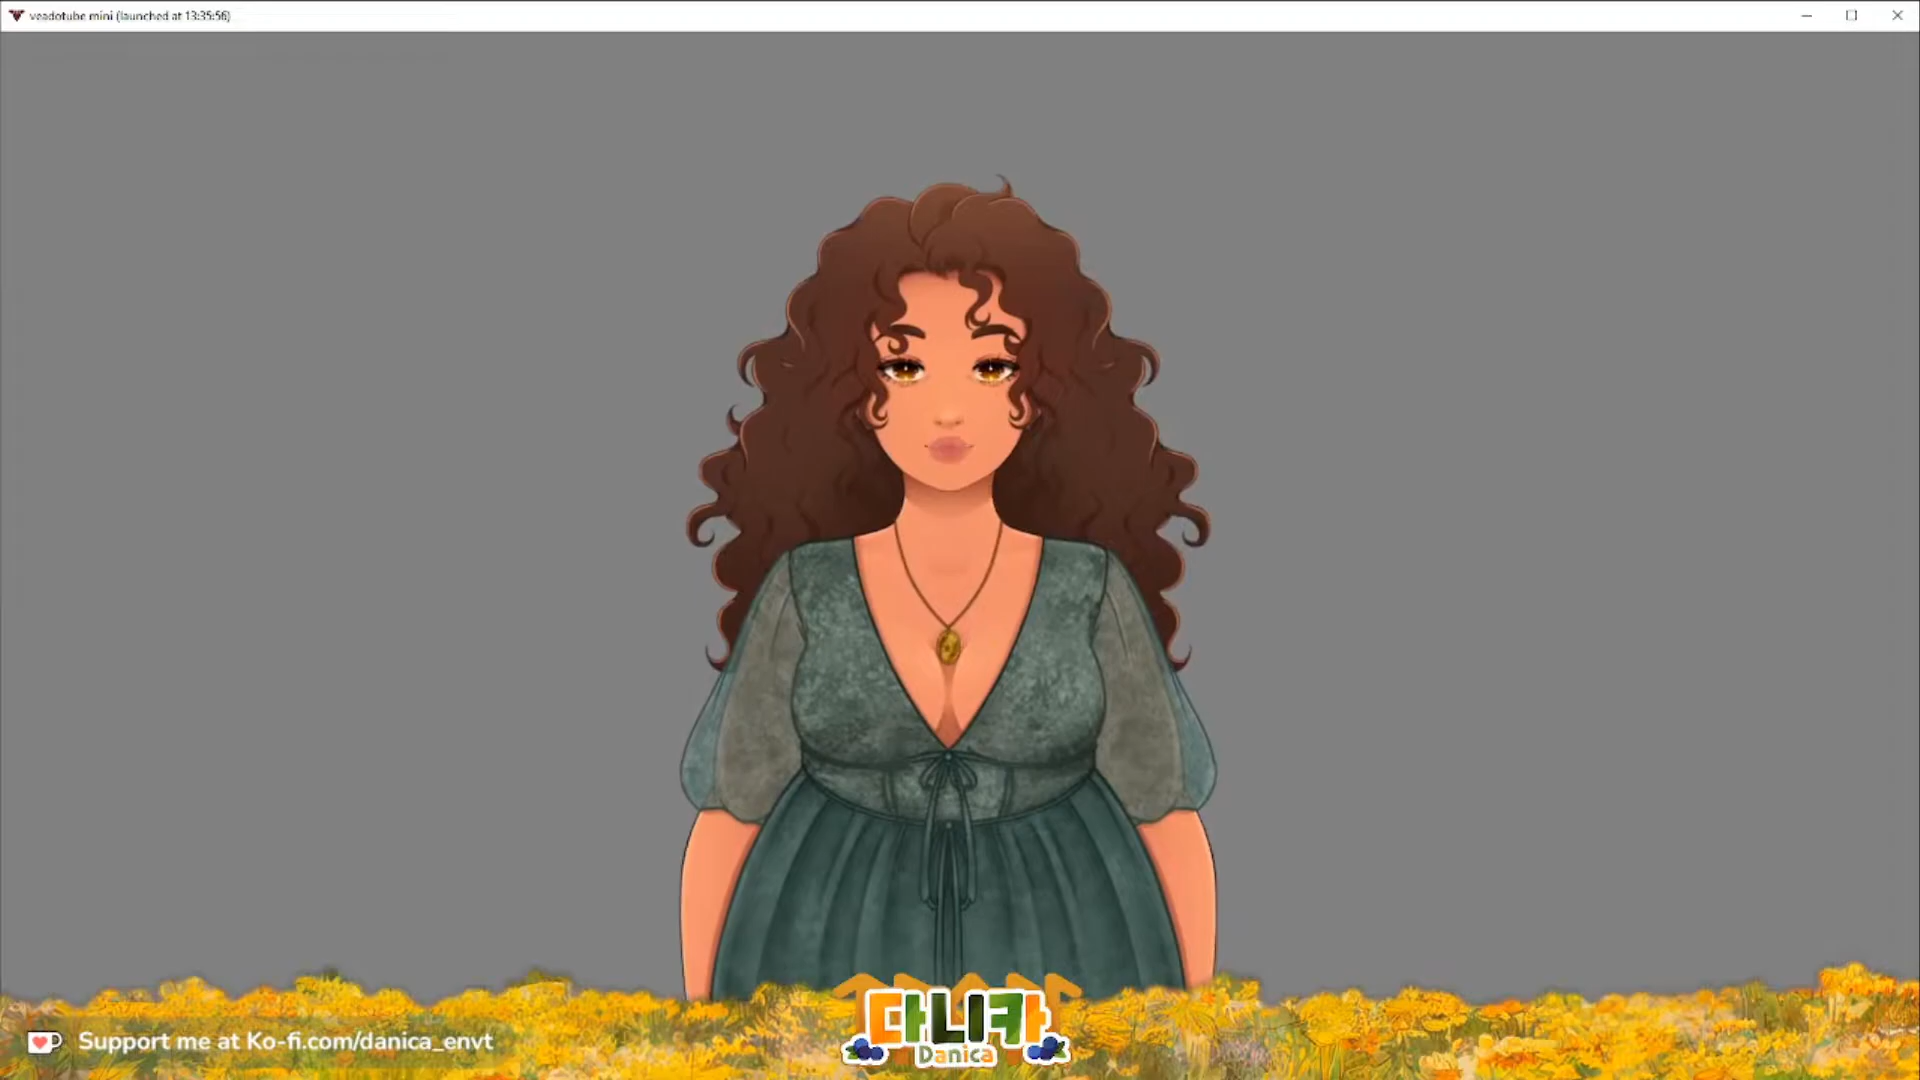 veadotube mini (launched at 13:35:56)
다니카
Danica
Support me at Ko-fi.com/danica_envt